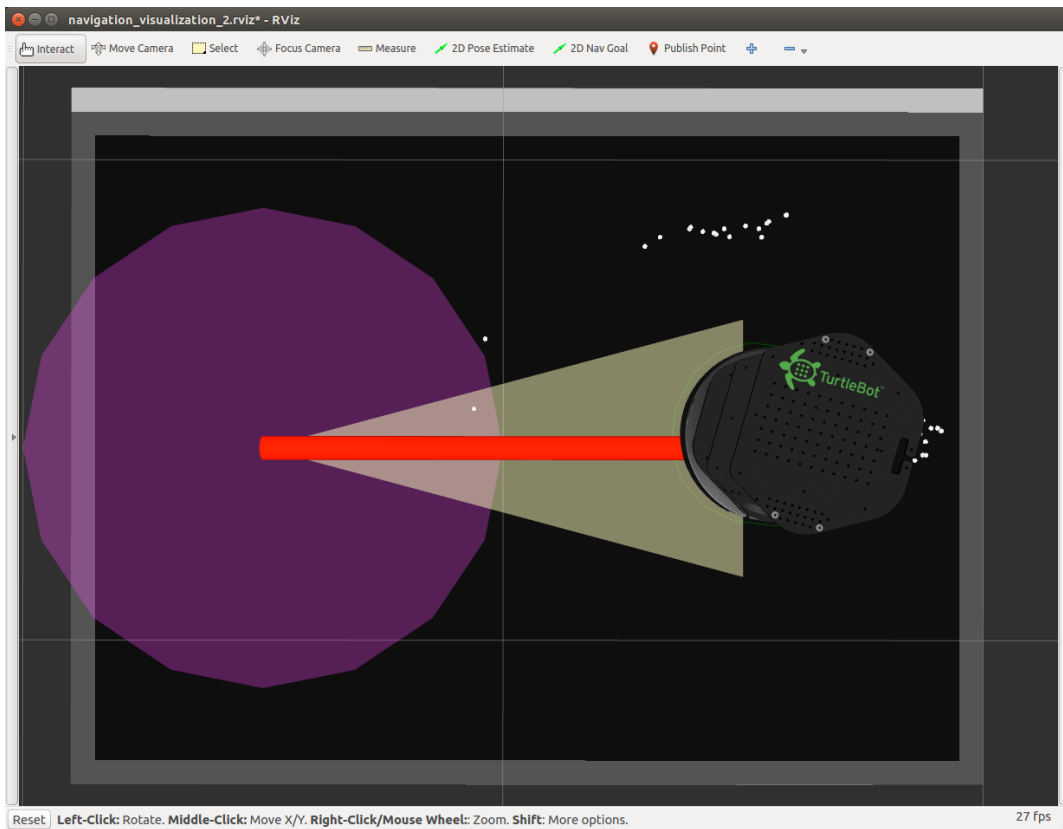 navigation_visualization_2.rviz* - RViz
Interact Move Camera Select Focus Camera Measure 2D Pose Estimate 2D Nav Goal Publish Point
TurtleBot™
Reset Left-Click: Rotate. Middle-Click: Move X/Y. Right-Click/Mouse Wheel:: Zoom. Shift: More options. 27 fps